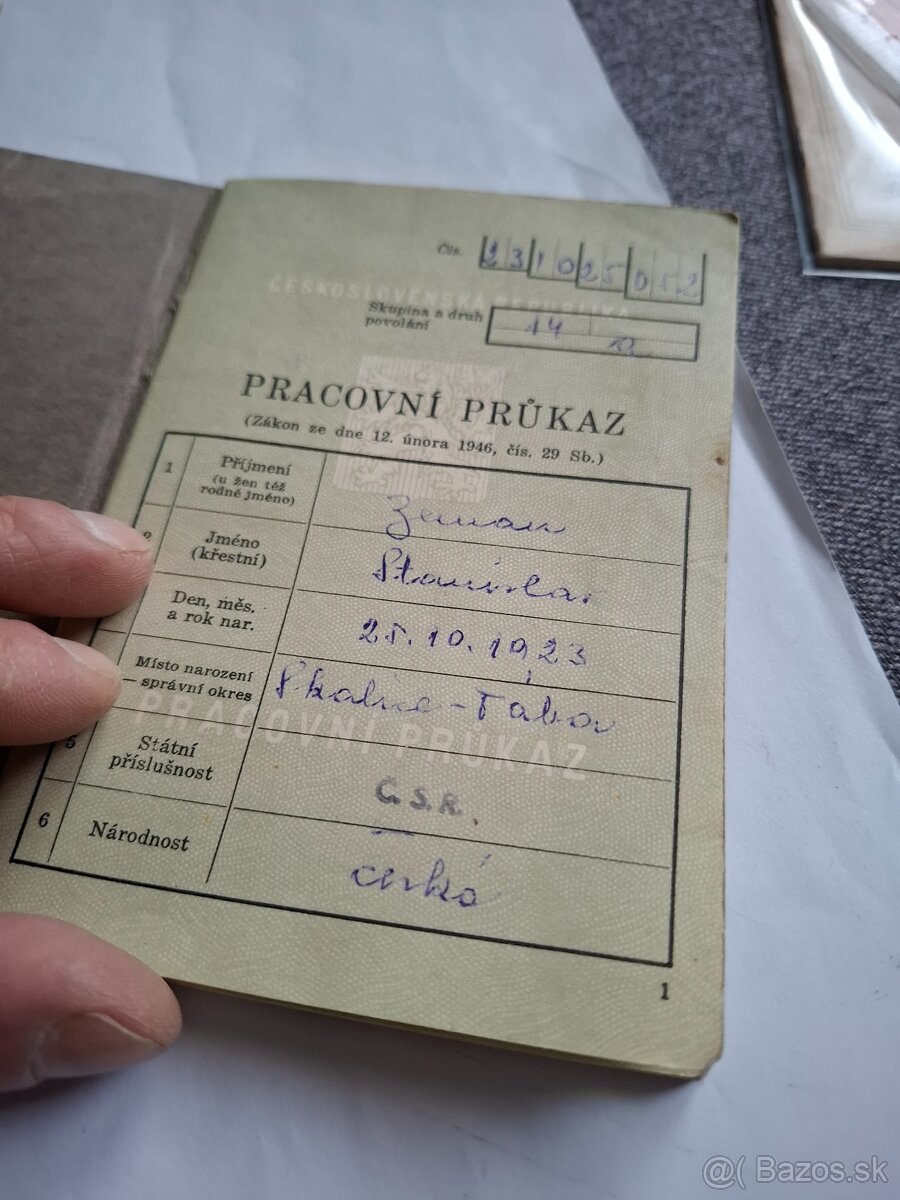 Čís. 231025052
ČESKOSLOVENSKÁ REPUBLIKA
Skupina a druh povolání 14 a
PRACOVNÍ PRŮKAZ
(Zákon ze dne 12. února 1946, čís. 29 Sb.)
1 Příjmení (u žen též rodné jméno) Zeman
2 Jméno (křestní) Stanislav
Den, měs. a rok nar. 25.10.1923
Místo narození — správní okres Skalice - Tábor
PRACOVNÍ PRŮKAZ
5 Státní příslušnost Č.S.R.
6 Národnost česká
1
@( Bazos.sk